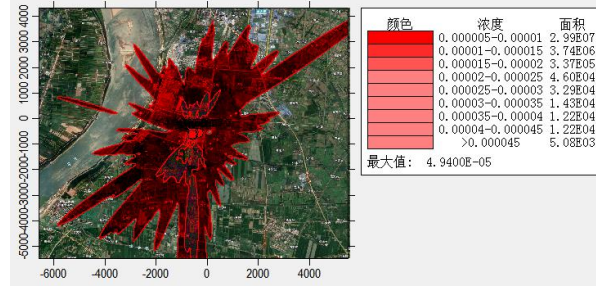 颜色 浓度 面积
0.000005-0.00001 2.99E07
0.00001-0.000015 3.74E06
0.000015-0.00002 3.37E05
0.00002-0.000025 4.60E04
0.000025-0.00003 3.29E04
0.00003-0.000035 1.43E04
0.000035-0.00004 1.22E04
0.00004-0.000045 1.22E04
>0.000045 5.08E03
最大值: 4.9400E-05
4000
3000
2000
1000
0
-1000
-2000
-3000
-4000
-5000
-6000 -4000 -2000 0 2000 4000